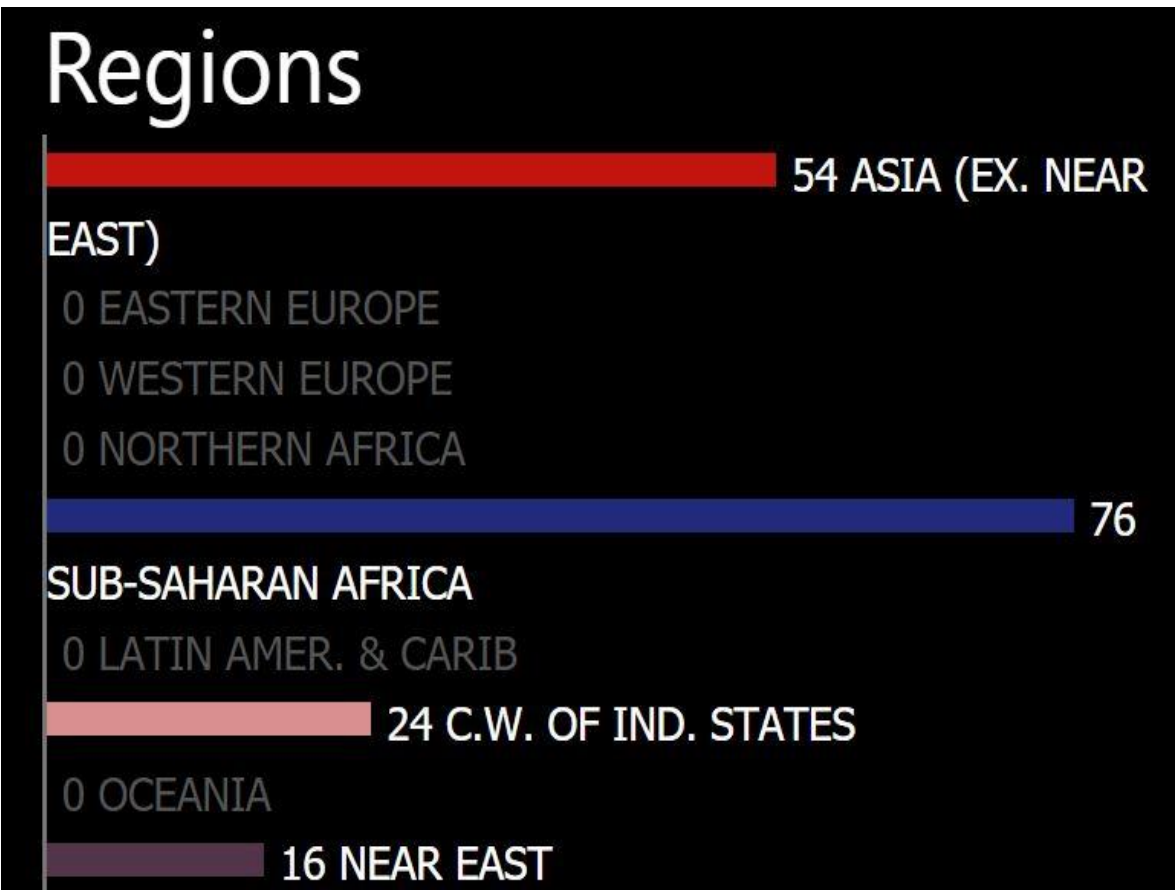 Regions
54 ASIA (EX. NEAR
EAST)
0 EASTERN EUROPE
0 WESTERN EUROPE
0 NORTHERN AFRICA
76
SUB-SAHARAN AFRICA
0 LATIN AMER. & CARIB
24 C.W. OF IND. STATES
0 OCEANIA
16 NEAR EAST